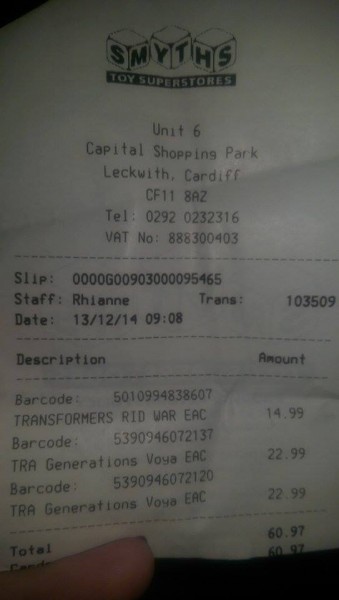 SMYTHS
TOY SUPERSTORES
Unit 6
Capital Shopping Park
Leckwith, Cardiff
CF11 8AZ
Tel: 0292 0232316
VAT No: 888300403
Slip: 0000G00903000095465
Staff: Rhianne Trans: 103509
Date: 13/12/14 09:08
Description Amount
Barcode: 5010994838607
TRANSFORMERS RID WAR EAC 14.99
Barcode: 5390946072137
TRA Generations Voya EAC 22.99
Barcode: 5390946072120
TRA Generations Voya EAC 22.99
Total 60.97
60.97